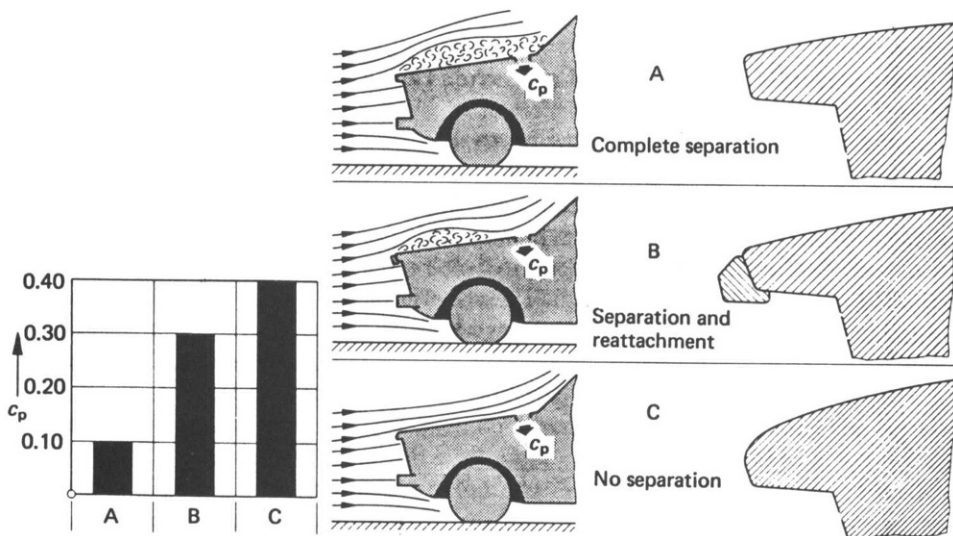 A
c_p
Complete separation
B
c_p
Separation and
reattachment
C
c_p
No separation
0.40
0.30
0.20
c_p
0.10
A B C